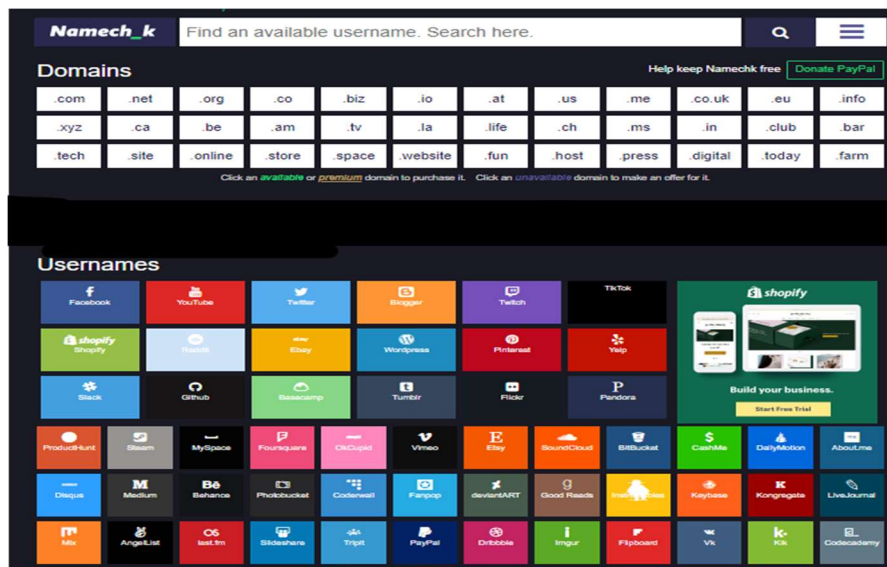 Namech_k
Find an available username. Search here.
Domains
Help keep Namechk free Donate PayPal
.com .net .org .co .biz .io .at .us .me .co.uk .eu .info
.xyz .ca .be .am .tv .la .life .ch .ms .in .club .bar
.tech .site .online .store .space .website .fun .host .press .digital .today .farm
Click an available or premium domain to purchase it. Click an unavailable domain to make an offer for it.
Usernames
Facebook YouTube Twitter Blogger Twitch TikTok
shopify
Shopify Reddit Ebay Wordpress Pinterest Yelp
Slack Github Basecamp Tumblr Flickr Pandora
shopify
Build your business.
Start Free Trial
ProductHunt Steam MySpace Foursquare OkCupid Vimeo Etsy SoundCloud BitBucket CashMe DailyMotion About.me
Disqus Medium Behance Photobucket Coderwall Fanpop deviantART Good Reads Keybase Kongregate LiveJournal
Mix AngelList last.fm Slideshare Tripit PayPal Dribbble Imgur Flipboard Vk Kik Codecademy